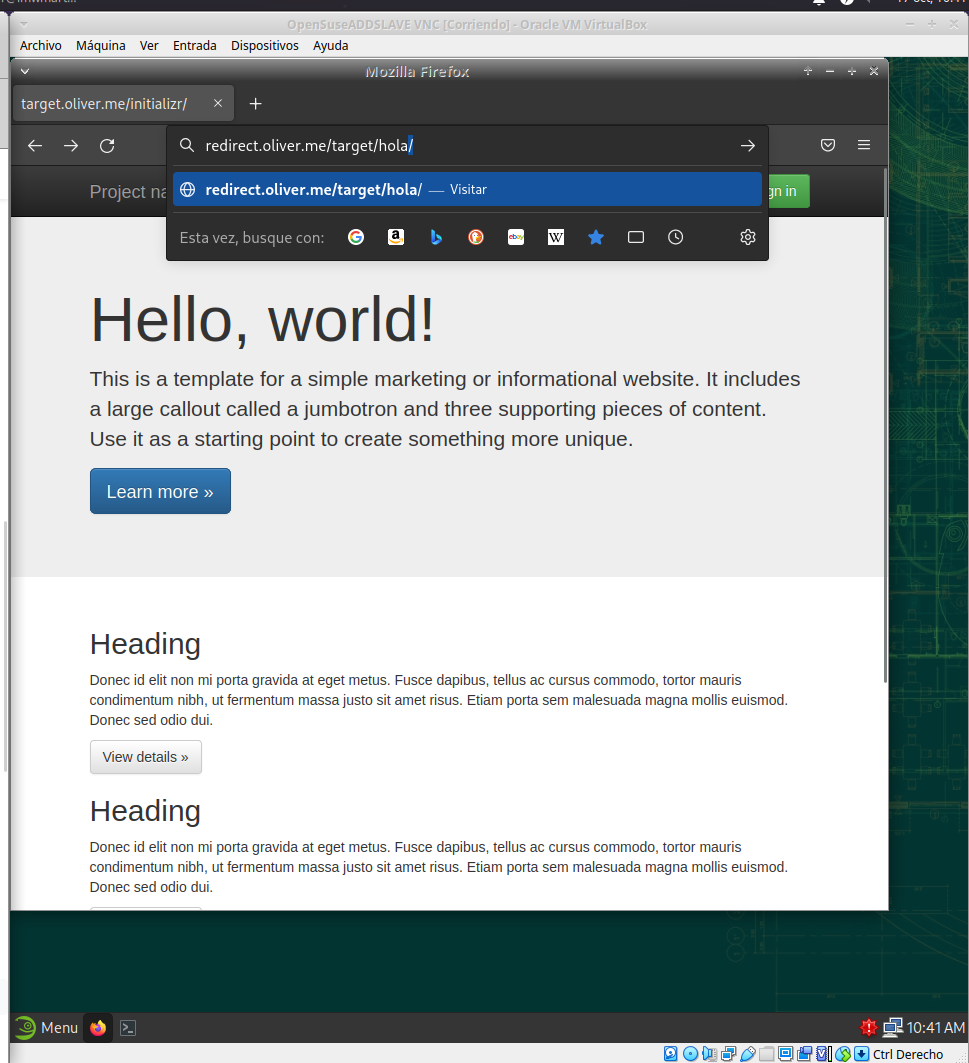 OpenSuseADDSLAVE VNC [Corriendo] - Oracle VM VirtualBox
Archivo Máquina Ver Entrada Dispositivos Ayuda
Mozilla Firefox
target.oliver.me/initializr/
redirect.oliver.me/target/hola/
redirect.oliver.me/target/hola/ — Visitar
Project na
gn in
Esta vez, busque con:
Hello, world!
This is a template for a simple marketing or informational website. It includes
a large callout called a jumbotron and three supporting pieces of content.
Use it as a starting point to create something more unique.
Learn more »
Heading
Donec id elit non mi porta gravida at eget metus. Fusce dapibus, tellus ac cursus commodo, tortor mauris
condimentum nibh, ut fermentum massa justo sit amet risus. Etiam porta sem malesuada magna mollis euismod.
Donec sed odio dui.
View details »
Heading
Donec id elit non mi porta gravida at eget metus. Fusce dapibus, tellus ac cursus commodo, tortor mauris
condimentum nibh, ut fermentum massa justo sit amet risus. Etiam porta sem malesuada magna mollis euismod.
Donec sed odio dui.
Menu
10:41 AM
Ctrl Derecho